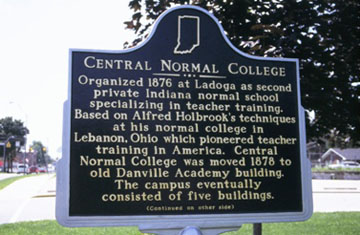 CENTRAL NORMAL COLLEGE
Organized 1876 at Ladoga as second
private Indiana normal school
specializing in teacher training.
Based on Alfred Holbrook's techniques
at his normal college in
Lebanon, Ohio which pioneered teacher
training in America. Central
Normal College was moved 1878 to
old Danville Academy building.
The campus eventually
consisted of five buildings.
(Continued on other side)